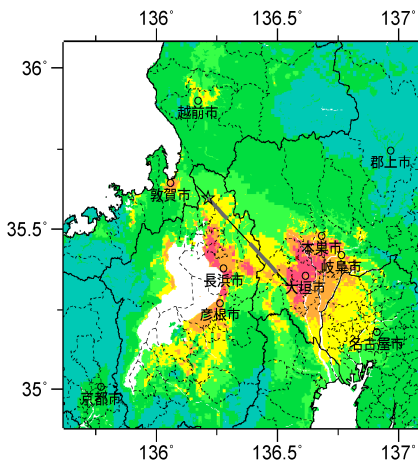 136° 136.5° 137°
36°
越前市
郡上市
敦賀市
35.5°
本巣市
岐阜市
長浜市 大垣市
彦根市
名古屋市
35°
京都市
136° 136.5° 137°